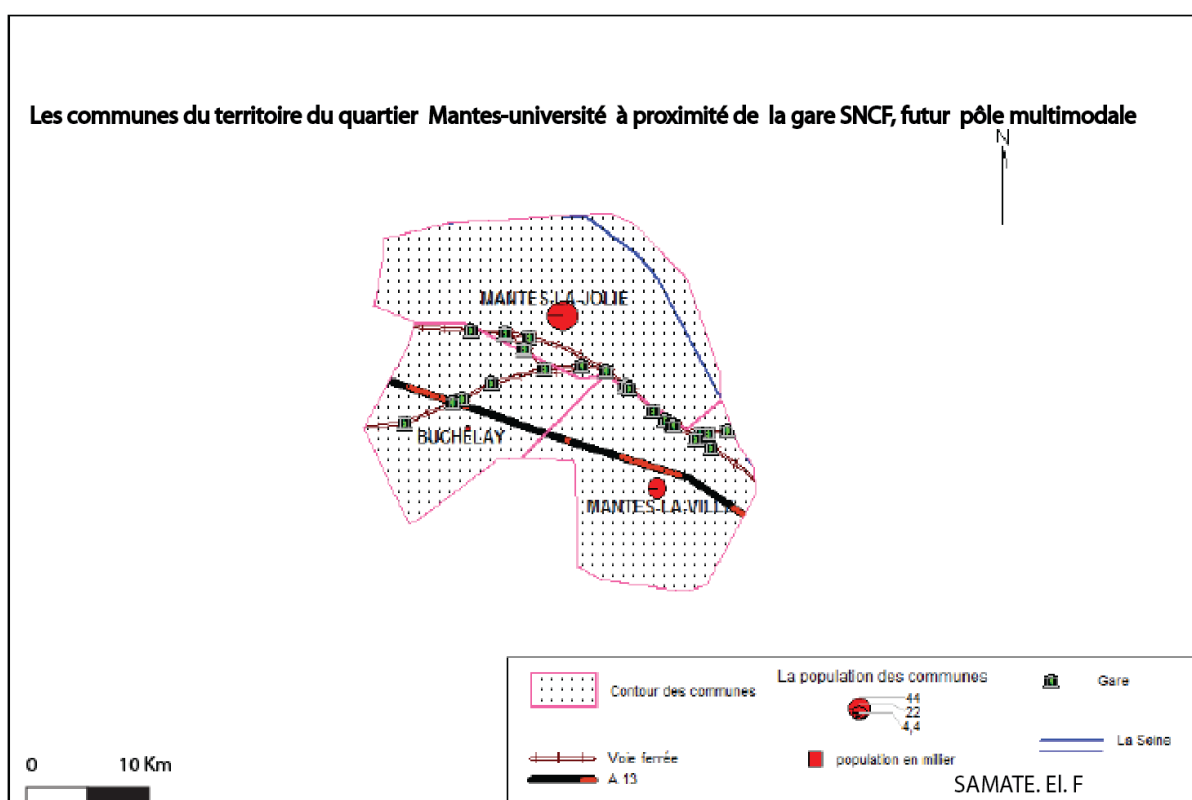 Les communes du territoire du quartier Mantes-université à proximité de la gare SNCF, futur pôle multimodale
N
MANTES-LA-JOLIE
BUCHELAY
MANTES-LA-VILLE
Contour des communes
La population des communes
44
22
4,4
Gare
Voie ferrée
A 13
population en milier
La Seine
0 10 Km
SAMATE. El. F